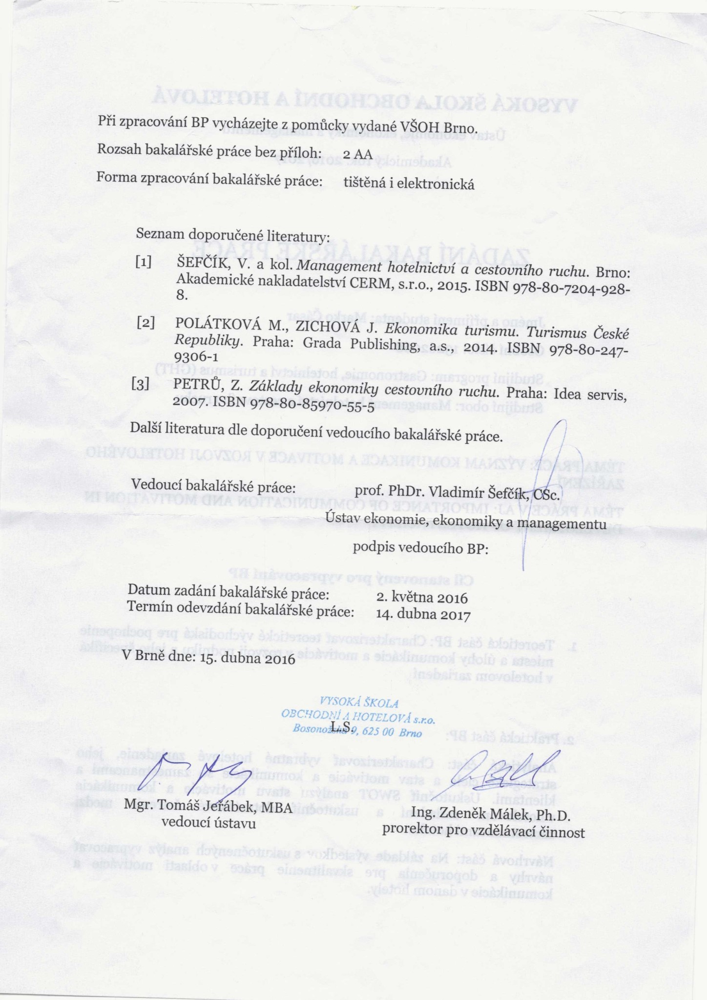 Při zpracování BP vycházejte z pomůcky vydané VŠOH Brno.
Rozsah bakalářské práce bez příloh: 2 AA
Forma zpracování bakalářské práce: tištěná i elektronická
Seznam doporučené literatury:
[1] ŠEFČÍK, V. a kol. Management hotelnictví a cestovního ruchu. Brno:
Akademické nakladatelství CERM, s.r.o., 2015. ISBN 978-80-7204-928-
8.
[2] POLÁTKOVÁ M., ZICHOVÁ J. Ekonomika turismu. Turismus České
Republiky. Praha: Grada Publishing, a.s., 2014. ISBN 978-80-247-
9306-1
[3] PETRŮ, Z. Základy ekonomiky cestovního ruchu. Praha: Idea servis,
2007. ISBN 978-80-85970-55-5
Další literatura dle doporučení vedoucího bakalářské práce.
Vedoucí bakalářské práce: prof. PhDr. Vladimír Šefčík, CSc.
Ústav ekonomie, ekonomiky a managementu
podpis vedoucího BP:
Datum zadání bakalářské práce: 2. května 2016
Termín odevzdání bakalářské práce: 14. dubna 2017
V Brně dne: 15. dubna 2016
VYSOKÁ ŠKOLA
OBCHODNÍ A HOTELOVÁ s.r.o.
L.S.
Bosonožská 9, 625 00 Brno
Mgr. Tomáš Jeřábek, MBA
vedoucí ústavu
Ing. Zdeněk Málek, Ph.D.
prorektor pro vzdělávací činnost